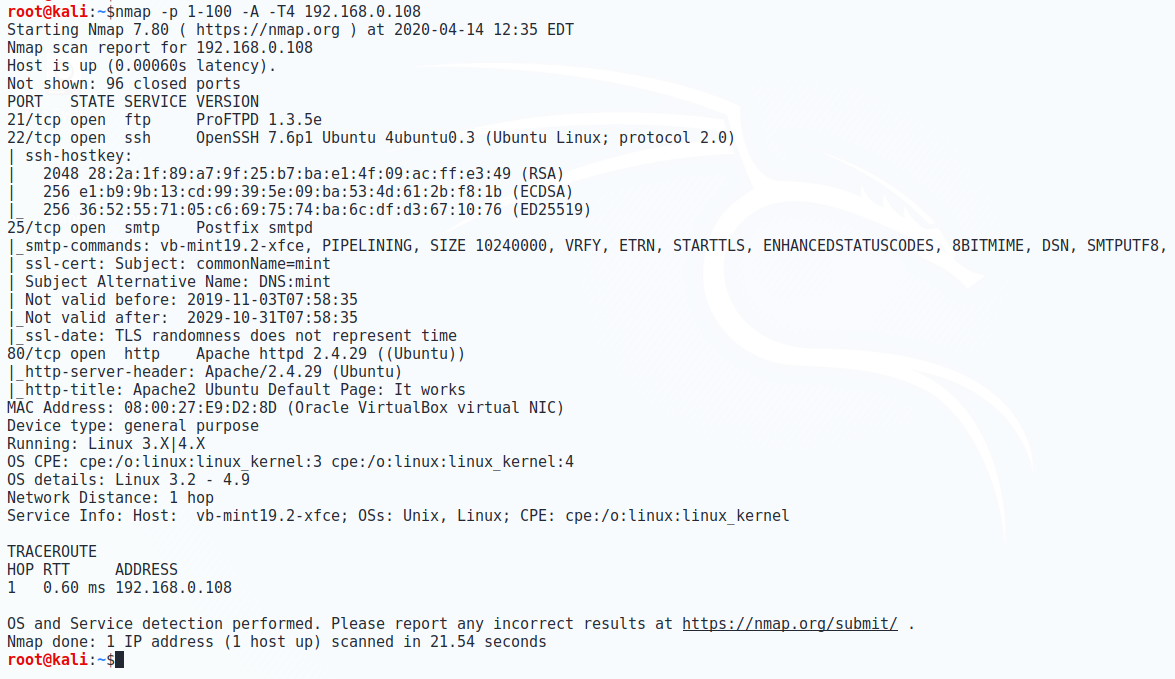 root@kali:~$nmap -p 1-100 -A -T4 192.168.0.108
Starting Nmap 7.80 ( https://nmap.org ) at 2020-04-14 12:35 EDT
Nmap scan report for 192.168.0.108
Host is up (0.00060s latency).
Not shown: 96 closed ports
PORT   STATE SERVICE VERSION
21/tcp open  ftp     ProFTPD 1.3.5e
22/tcp open  ssh     OpenSSH 7.6p1 Ubuntu 4ubuntu0.3 (Ubuntu Linux; protocol 2.0)
| ssh-hostkey:
|   2048 28:2a:1f:89:a7:9f:25:b7:ba:e1:4f:09:ac:ff:e3:49 (RSA)
|   256 e1:b9:9b:13:cd:99:39:5e:09:ba:53:4d:61:2b:f8:1b (ECDSA)
|_  256 36:52:55:71:05:c6:69:75:74:ba:6c:df:d3:67:10:76 (ED25519)
25/tcp open  smtp    Postfix smtpd
|_smtp-commands: vb-mint19.2-xfce, PIPELINING, SIZE 10240000, VRFY, ETRN, STARTTLS, ENHANCEDSTATUSCODES, 8BITMIME, DSN, SMTPUTF8,
| ssl-cert: Subject: commonName=mint
| Subject Alternative Name: DNS:mint
| Not valid before: 2019-11-03T07:58:35
|_Not valid after:  2029-10-31T07:58:35
|_ssl-date: TLS randomness does not represent time
80/tcp open  http    Apache httpd 2.4.29 ((Ubuntu))
|_http-server-header: Apache/2.4.29 (Ubuntu)
|_http-title: Apache2 Ubuntu Default Page: It works
MAC Address: 08:00:27:E9:D2:8D (Oracle VirtualBox virtual NIC)
Device type: general purpose
Running: Linux 3.X|4.X
OS CPE: cpe:/o:linux:linux_kernel:3 cpe:/o:linux:linux_kernel:4
OS details: Linux 3.2 - 4.9
Network Distance: 1 hop
Service Info: Host:  vb-mint19.2-xfce; OSs: Unix, Linux; CPE: cpe:/o:linux:linux_kernel

TRACEROUTE
HOP RTT     ADDRESS
1   0.60 ms 192.168.0.108

OS and Service detection performed. Please report any incorrect results at https://nmap.org/submit/ .
Nmap done: 1 IP address (1 host up) scanned in 21.54 seconds
root@kali:~$